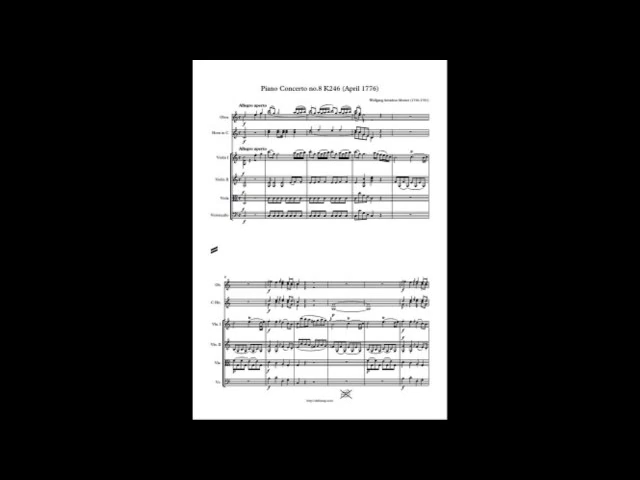 Piano Concerto no.8 K246 (April 1776)
Wolfgang Amadeus Mozart (1756-1791)
Allegro aperto
Oboe
Horn in C
Allegro aperto
Violin I
Violin II
Viola
Violoncello
Ob.
C Hn.
Vln. I
Vln. II
Vla.
Vc.